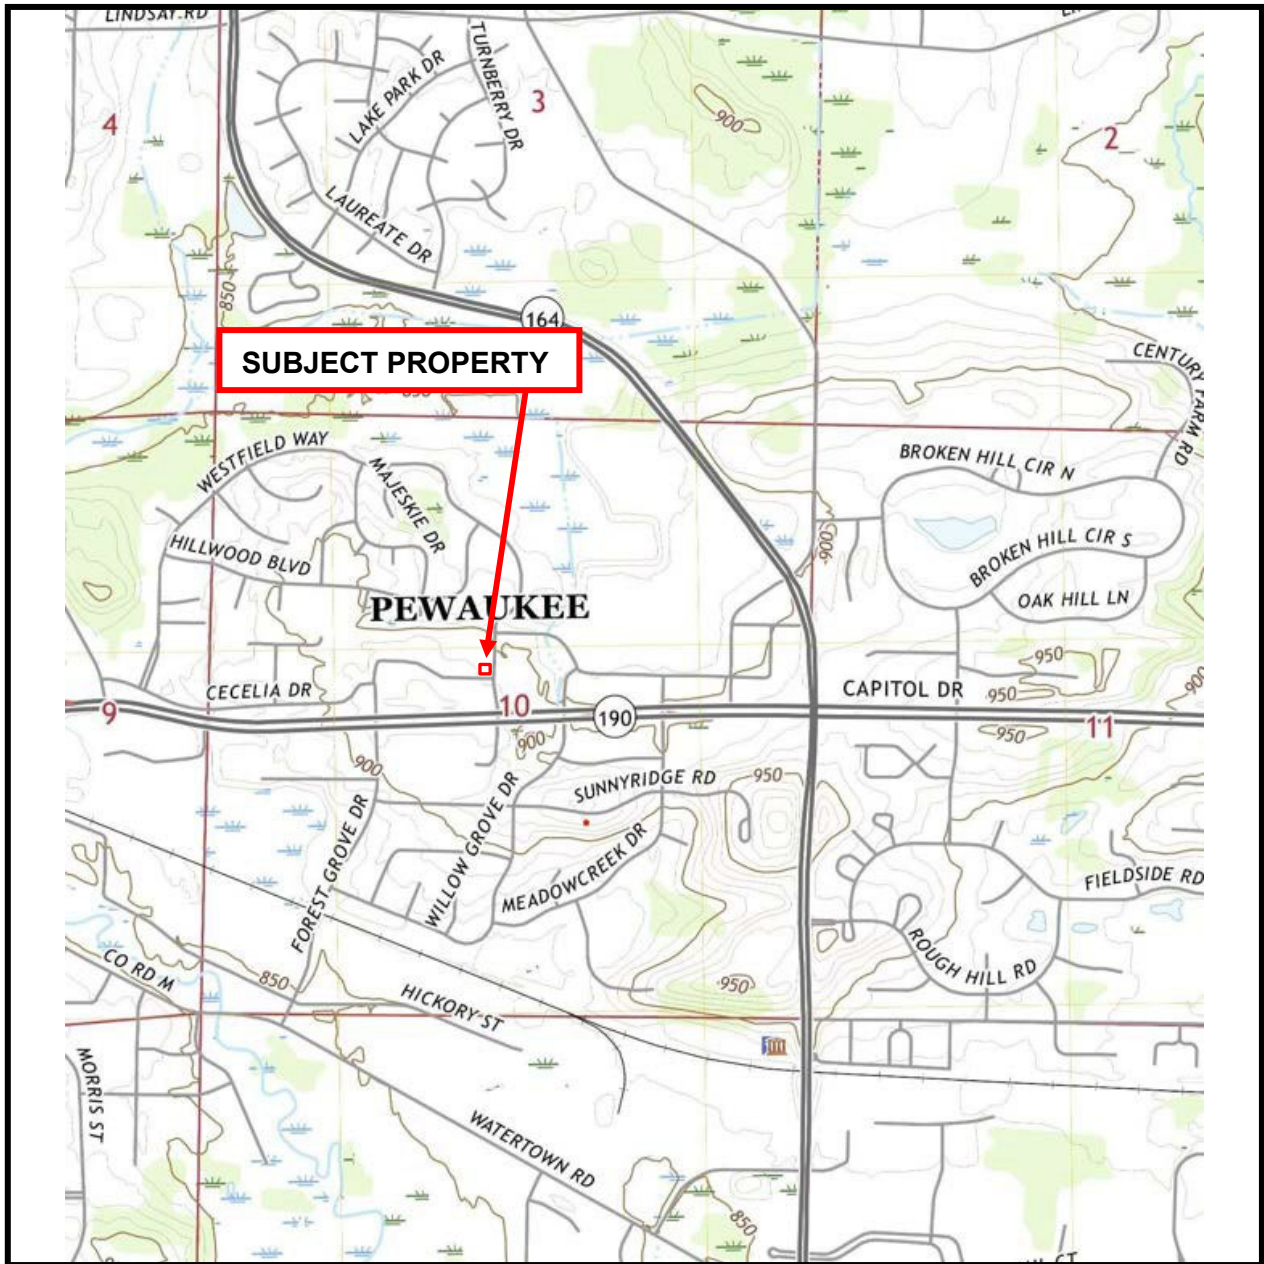 LINDSAY RD
TURNBERRY DR
LAKE PARK DR
3
4
2
900
LAUREATE DR
850
164
SUBJECT PROPERTY
850
CENTURY FARM RD
WESTFIELD WAY
MAJESKIE DR
BROKEN HILL CIR N
900
HILLWOOD BLVD
BROKEN HILL CIR S
OAK HILL LN
PEWAUKEE
950
CECELIA DR
CAPITOL DR
950
900
9
10
190
11
900
950
900
SUNNYRIDGE RD
950
FOREST GROVE DR
WILLOW GROVE DR
MEADOWCREEK DR
FIELDSIDE RD
CO RD M
850
ROUGH HILL RD
950
HICKORY ST
MORRIS ST
WATERTOWN RD
850
CT